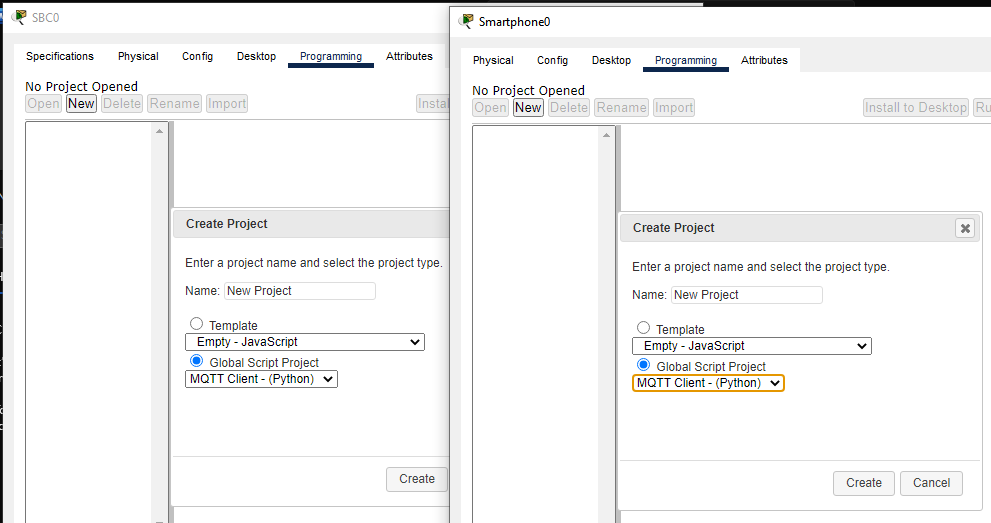 SBC0
Specifications Physical Config Desktop Programming Attributes
No Project Opened
Open New Delete Rename Import
Create Project
Enter a project name and select the project type.
Name: New Project
Template
Empty - JavaScript
Global Script Project
MQTT Client - (Python)
Create
Smartphone0
Physical Config Desktop Programming Attributes
No Project Opened
Open New Delete Rename Import Install to Desktop
Create Project
Enter a project name and select the project type.
Name: New Project
Template
Empty - JavaScript
Global Script Project
MQTT Client - (Python)
Create Cancel